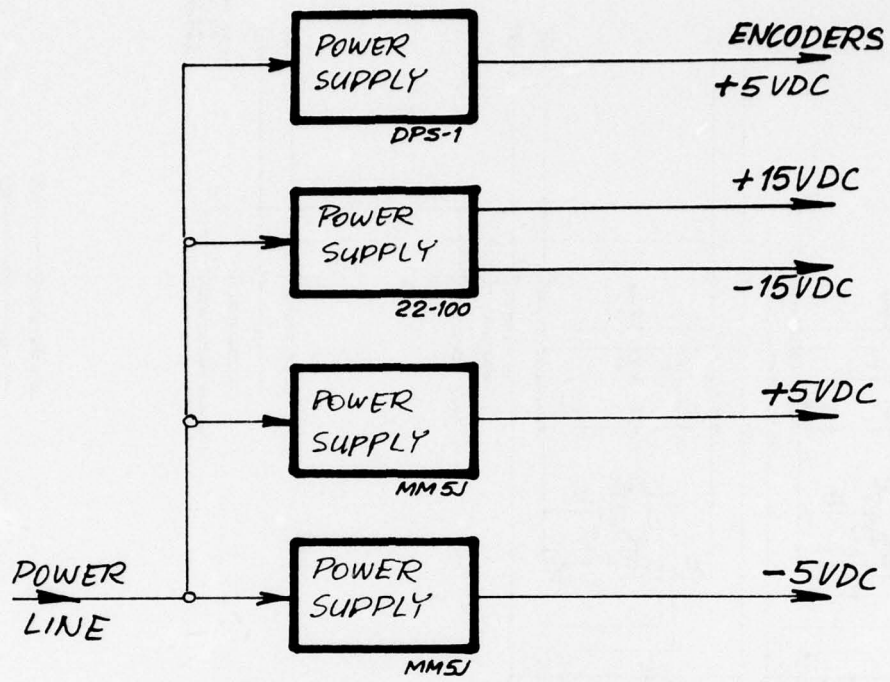 POWER
SUPPLY
DPS-1
ENCODERS
+5VDC
POWER
SUPPLY
22-100
+15VDC
-15VDC
POWER
SUPPLY
MM5J
+5VDC
POWER
SUPPLY
MM5J
-5VDC
POWER
LINE